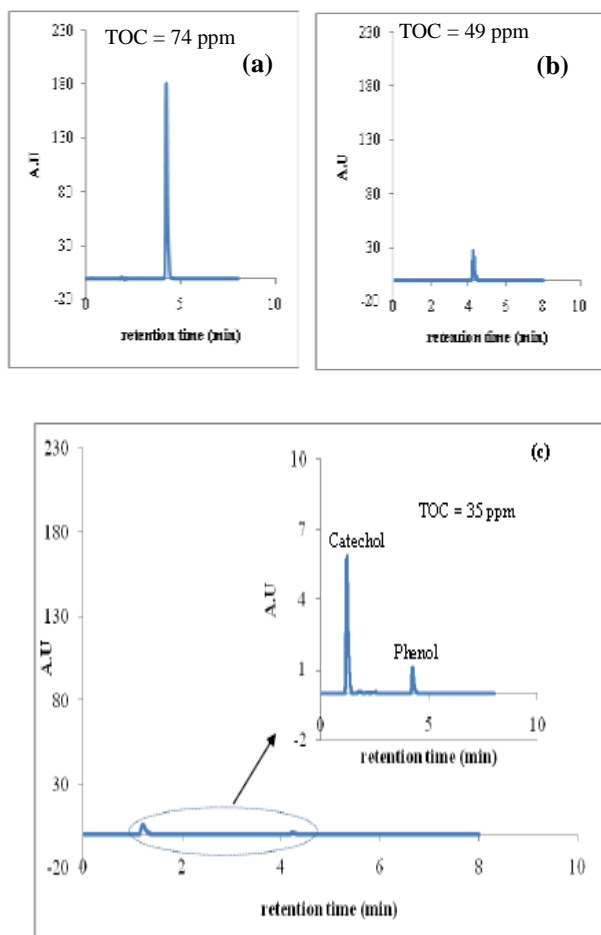 TOC = 74 ppm
(a)
230
180
130
80
30
-20
A.U
0 5 10
retention time (min)
TOC = 49 ppm
(b)
230
180
130
80
30
-20
A.U
0 2 4 6 8 10
retention time (min)
(c)
230
180
130
80
30
-20
A.U
0 2 4 6 8 10
retention time (min)
10
7
4
1
-2
A.U
TOC = 35 ppm
Catechol
Phenol
0 5 10
retention time (min)